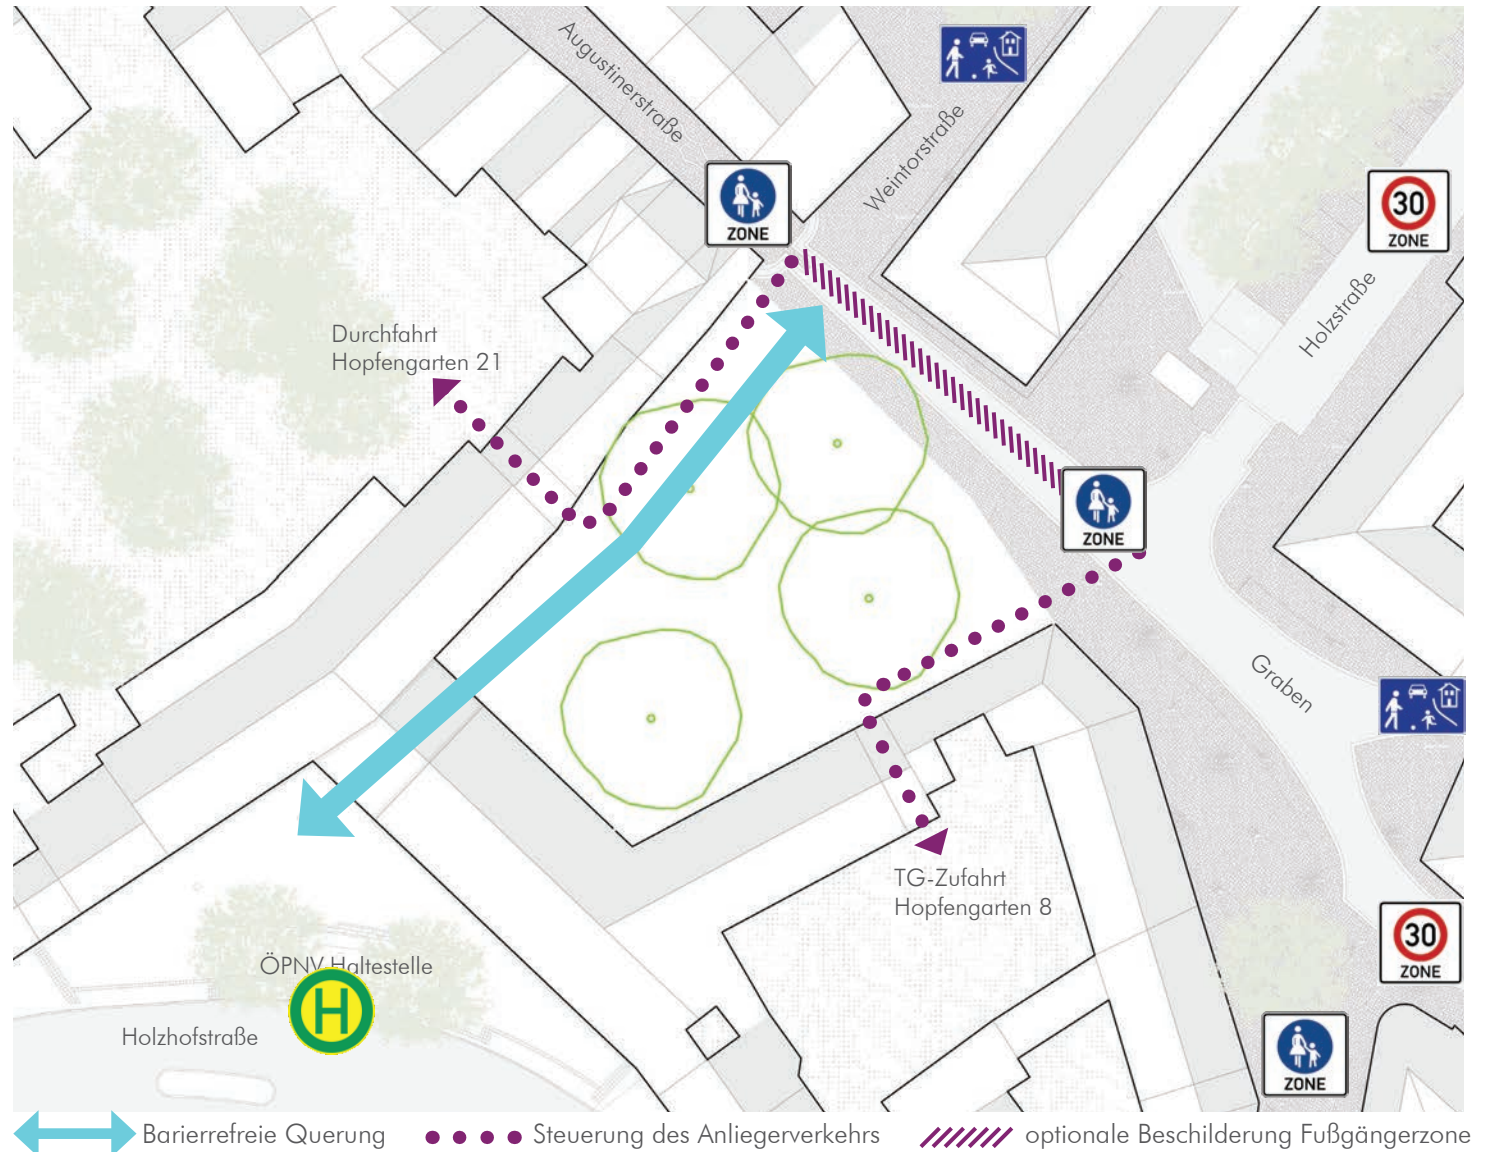 Augustinerstraße
Weintorstraße
ZONE
30
ZONE
Holzstraße
Durchfahrt
Hopfengarten 21
ZONE
Graben
TG-Zufahrt
Hopfengarten 8
30
ZONE
ÖPNV-Haltestelle
H
Holzhofstraße
ZONE
Barierrefreie Querung
Steuerung des Anliegerverkehrs
optionale Beschilderung Fußgängerzone